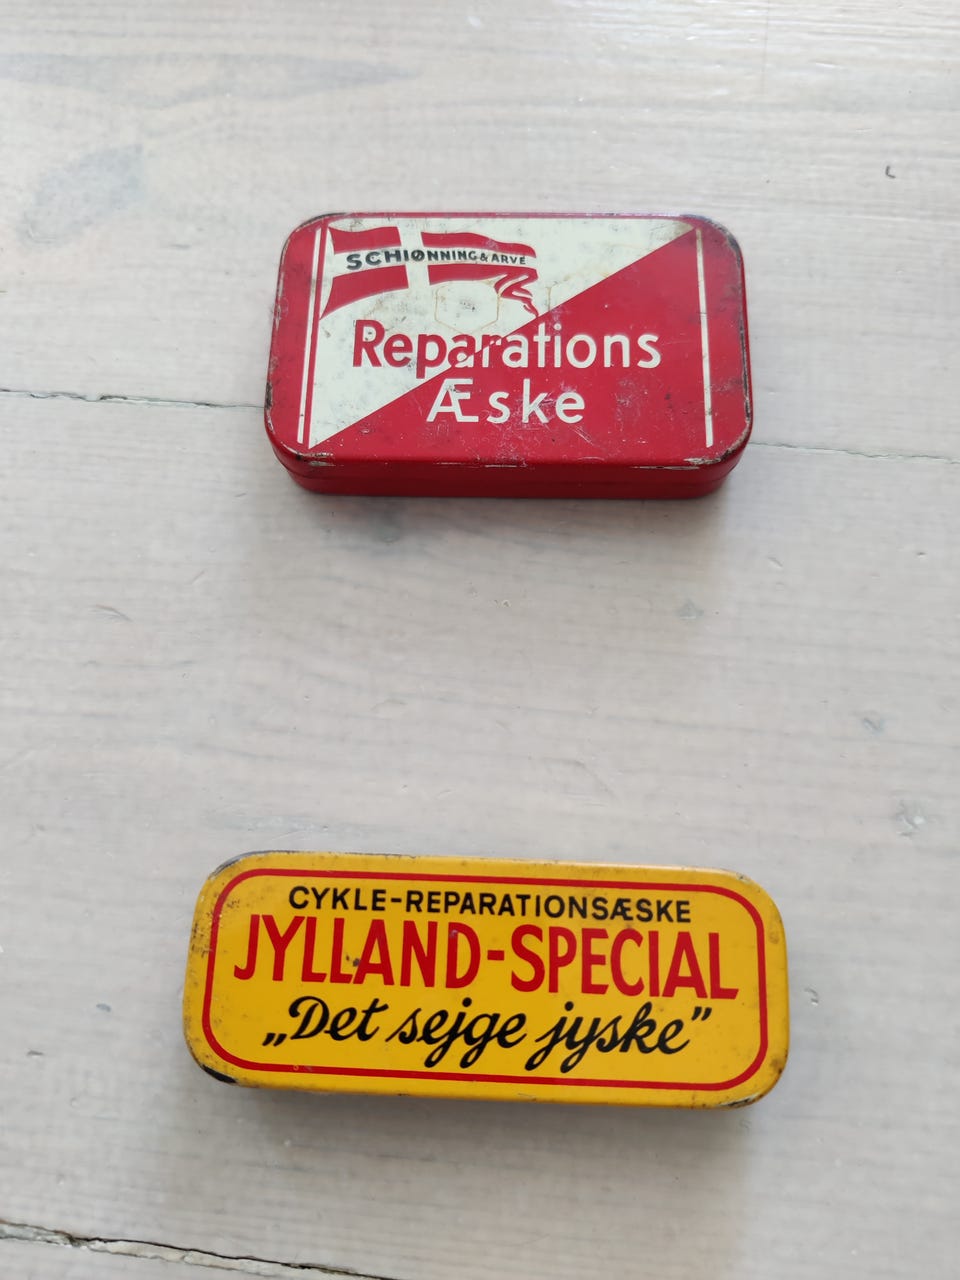 SCHIØNNING & ARVE
Reparations
Æske
CYKLE-REPARATIONSÆSKE
JYLLAND-SPECIAL
„Det sejge jyske”